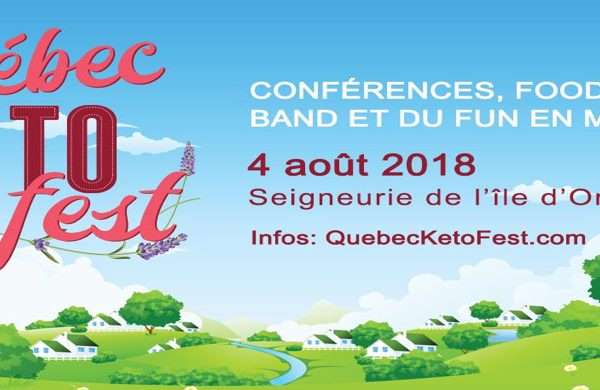 ébec
TO
fest
CONFÉRENCES, FOOD
BAND ET DU FUN EN M
4 août 2018
Seigneurie de l'île d'Or
Infos: QuebecKetoFest.com